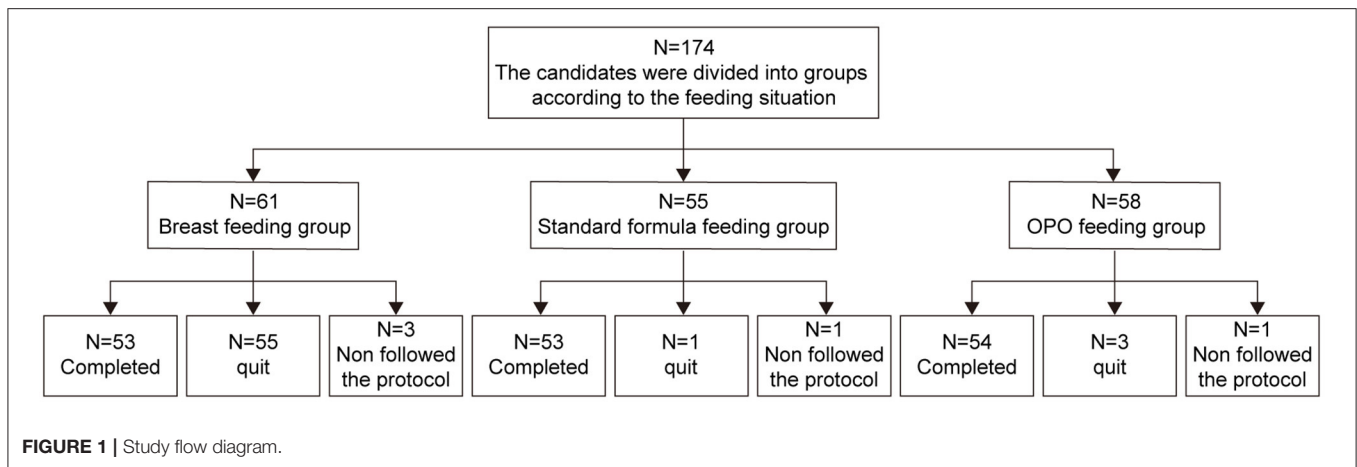 N=174
The candidates were divided into groups
according to the feeding situation
N=61
Breast feeding group
N=55
Standard formula feeding group
N=58
OPO feeding group
N=53
Completed
N=55
quit
N=3
Non followed
the protocol
N=53
Completed
N=1
quit
N=1
Non followed
the protocol
N=54
Completed
N=3
quit
N=1
Non followed
the protocol
FIGURE 1 | Study flow diagram.